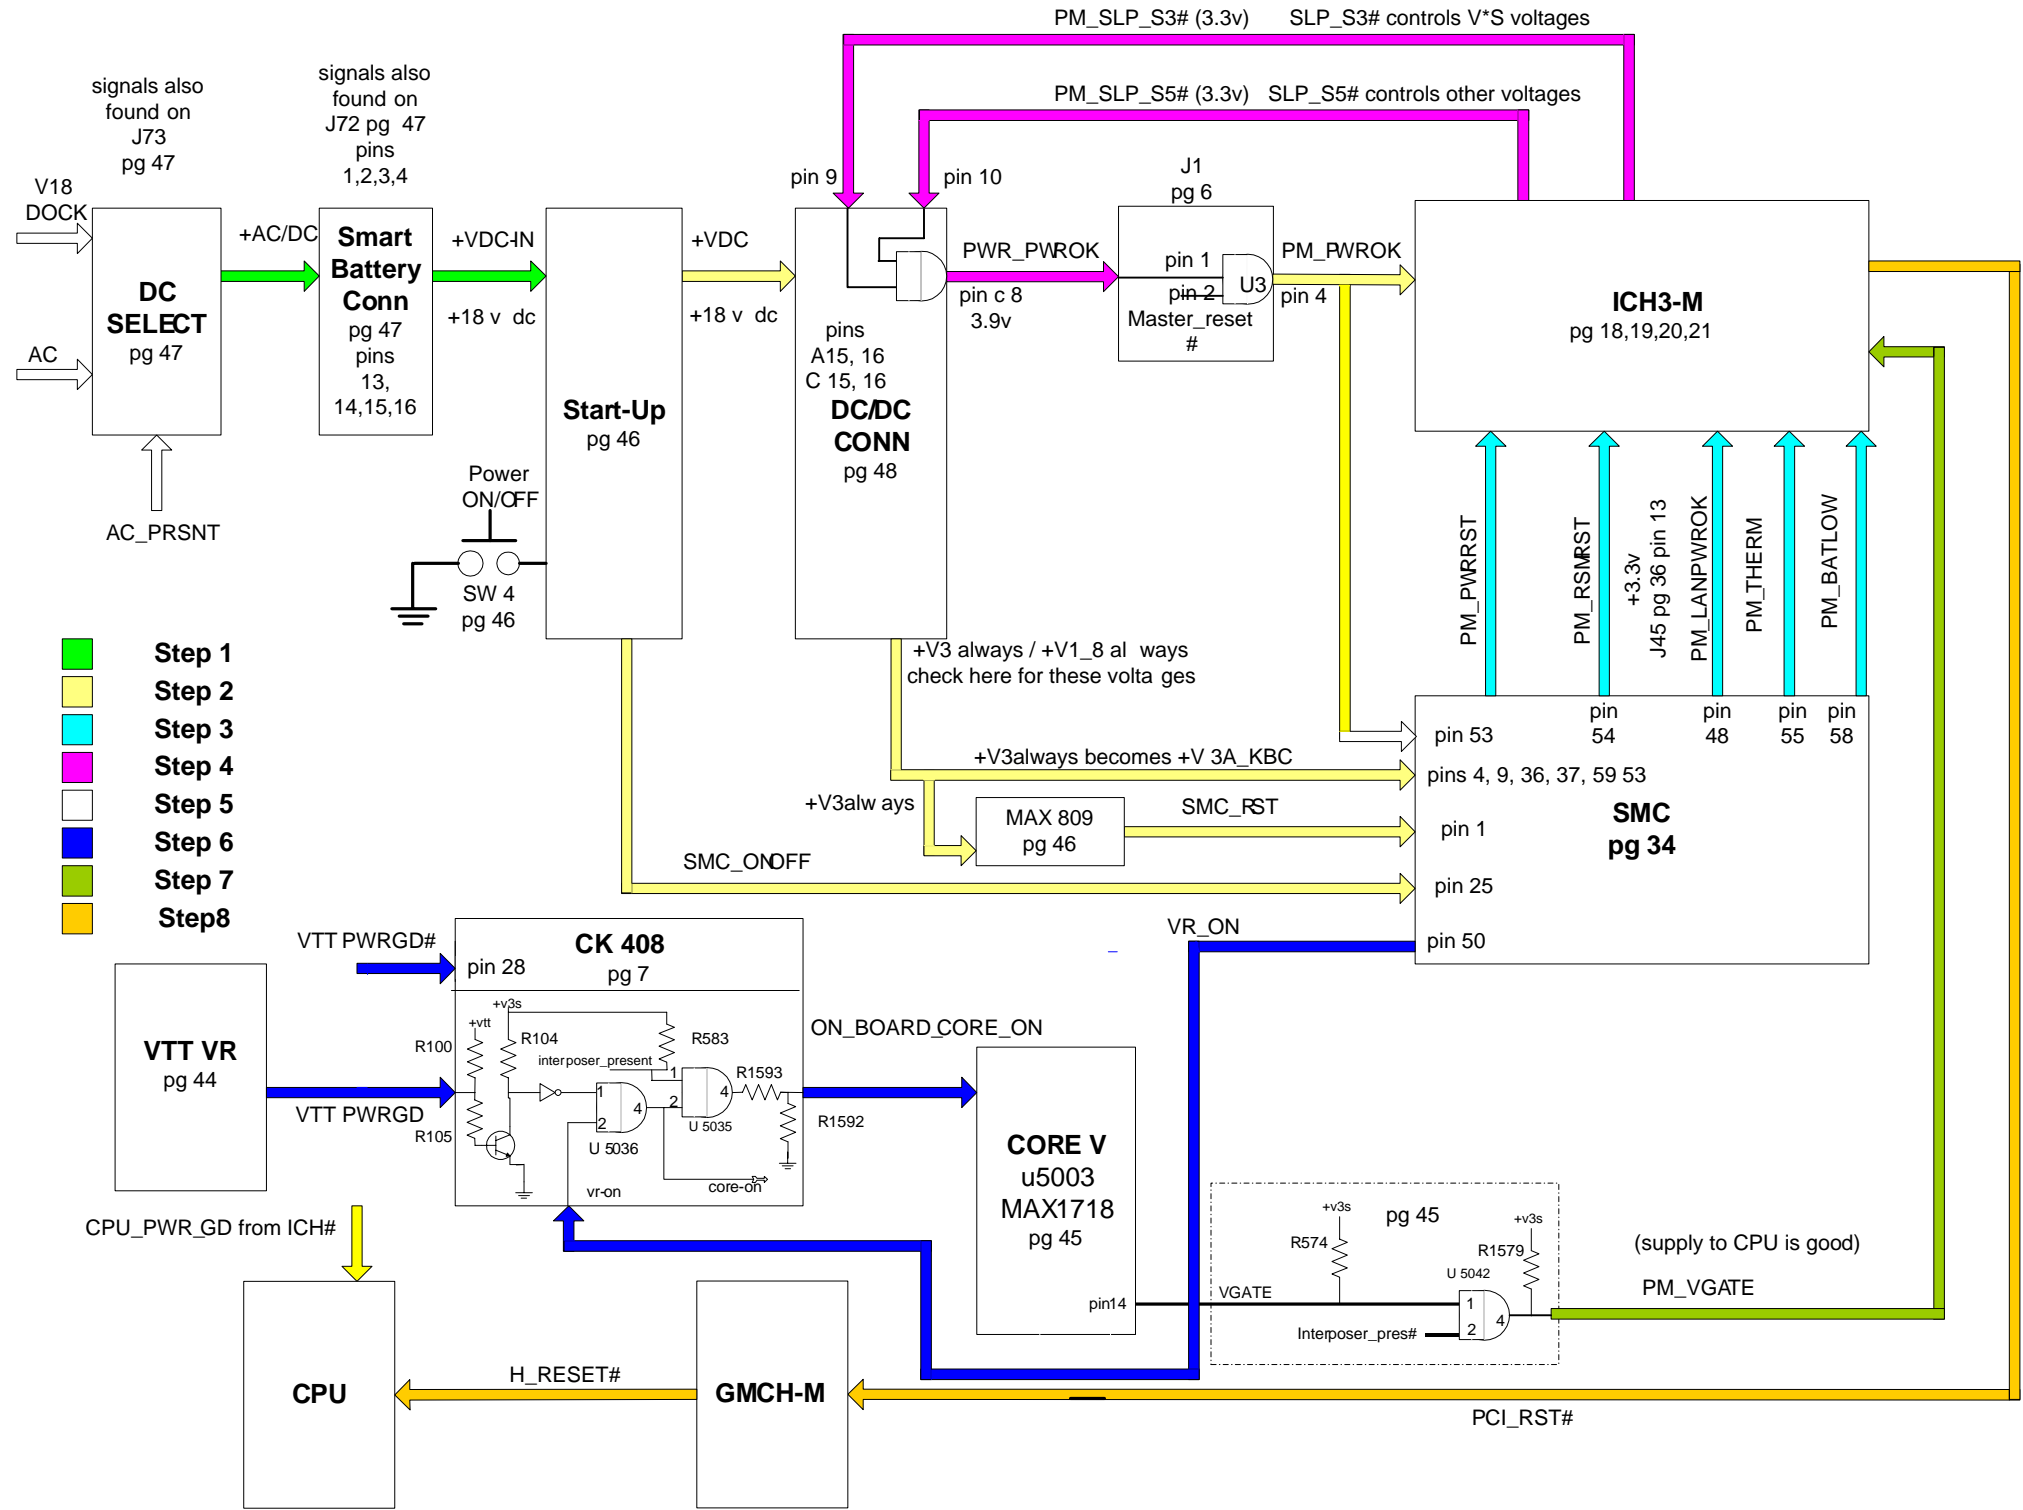 PM_SLP_S3# (3.3v) SLP_S3# controls V*S voltages
PM_SLP_S5# (3.3v) SLP_S5# controls other voltages
signals also
found on
J73
pg 47
signals also
found on
J72 pg 47
pins
1,2,3,4
V18
DOCK
AC
DC
SELECT
pg 47
AC_PRSNT
+AC/DC
Smart
Battery
Conn
pg 47
pins
13,
14,15,16
+VDC-IN
+18 v dc
Start-Up
pg 46
Power
ON/OFF
SW 4
pg 46
+VDC
+18 v dc
pin 9
pin 10
pins
A15, 16
C 15, 16
DC/DC
CONN
pg 48
PWR_PWROK
pin c 8
3.9v
J1
pg 6
pin 1
pin 2
U3
Master_reset
#
PM_PWROK
pin 4
ICH3-M
pg 18,19,20,21
PM_PWRRST
PM_RSMRST
+3.3v
J45 pg 36 pin 13
PM_LANPWROK
PM_THERM
PM_BATLOW
Step 1
Step 2
Step 3
Step 4
Step 5
Step 6
Step 7
Step8
+V3 always / +V1_8 al ways
check here for these volta ges
+V3always becomes +V 3A_KBC
+V3alw ays
MAX 809
pg 46
SMC_RST
SMC_ONOFF
pin 53
pin
54
pin
48
pin
55
pin
58
pins 4, 9, 36, 37, 59 53
SMC
pg 34
pin 1
pin 25
pin 50
VR_ON
VTT PWRGD#
VTT VR
pg 44
VTT PWRGD
CK 408
pg 7
pin 28
+v3s
+vtt
R100
R104
R105
interposer_present
R583
1
2
4
U 5036
1
2
4
U 5035
R1593
R1592
vr-on
core-on
ON_BOARD_CORE_ON
CORE V
u5003
MAX1718
pg 45
pin14
VGATE
+v3s
R574
pg 45
+v3s
R1579
U 5042
1
2
4
Interposer_pres#
(supply to CPU is good)
PM_VGATE
CPU_PWR_GD from ICH#
CPU
H_RESET#
GMCH-M
PCI_RST#